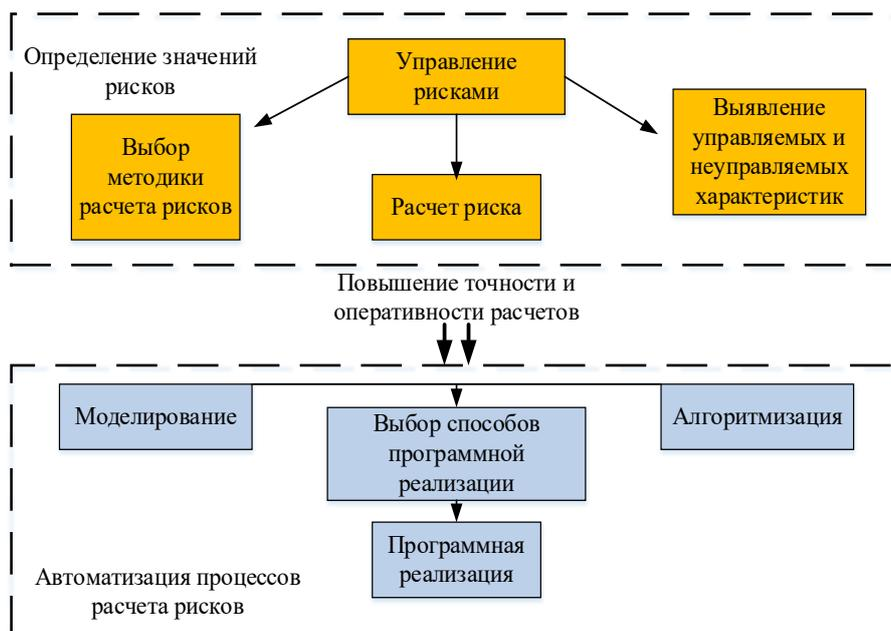 Определение значений
рисков
Управление
рисками
Выбор
методики
расчета рисков
Расчет риска
Выявление
управляемых и
неуправляемых
характеристик
Повышение точности и
оперативности расчетов
Моделирование
Выбор способов
программной
реализации
Алгоритмизация
Программная
реализация
Автоматизация процессов
расчета рисков